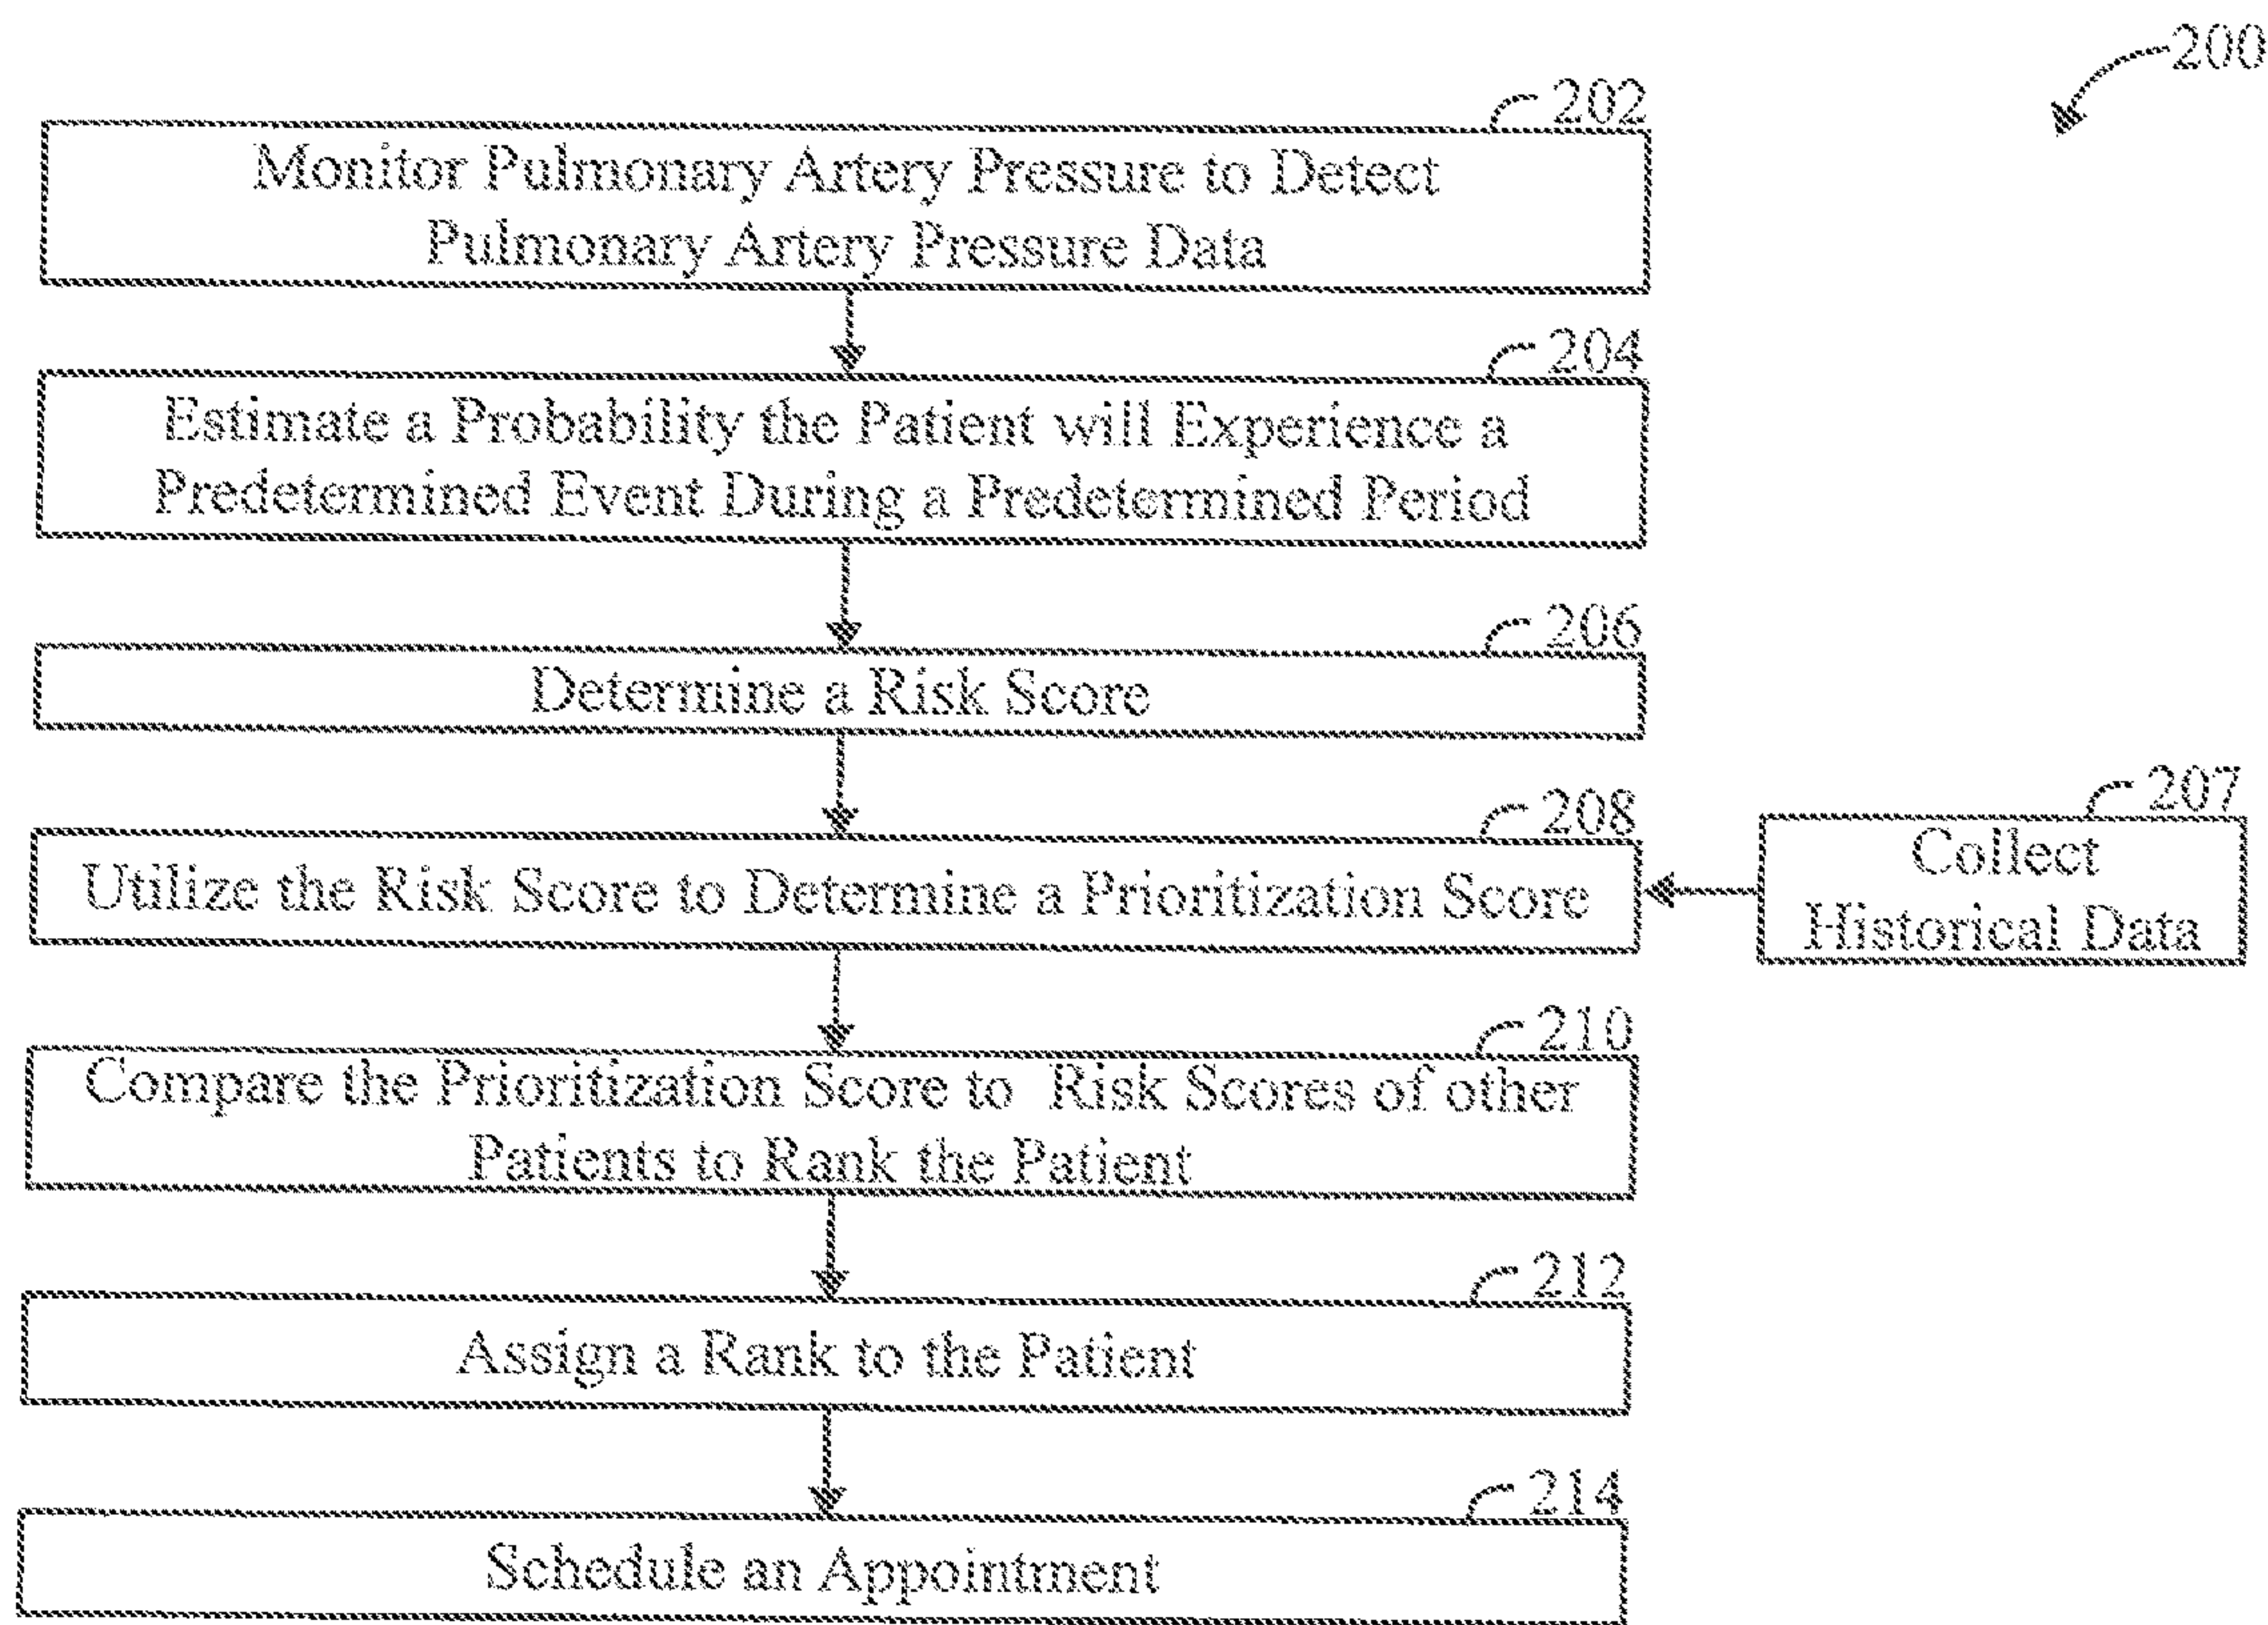 200
202
Monitor Pulmonary Artery Pressure to Detect
Pulmonary Artery Pressure Data
204
Estimate a Probability the Patient will Experience a
Predetermined Event During a Predetermined Period
206
Determine a Risk Score
208
Utilize the Risk Score to Determine a Prioritization Score
207
Collect
Historical Data
210
Compare the Prioritization Score to Risk Scores of other
Patients to Rank the Patient
212
Assign a Rank to the Patient
214
Schedule an Appointment